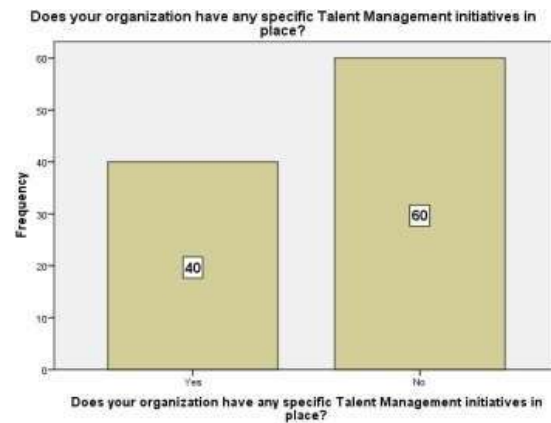 Does your organization have any specific Talent Management initiatives in
place?
60
50
40
30
20
10
0
Frequency
40
60
Yes
No
Does your organization have any specific Talent Management initiatives in
place?